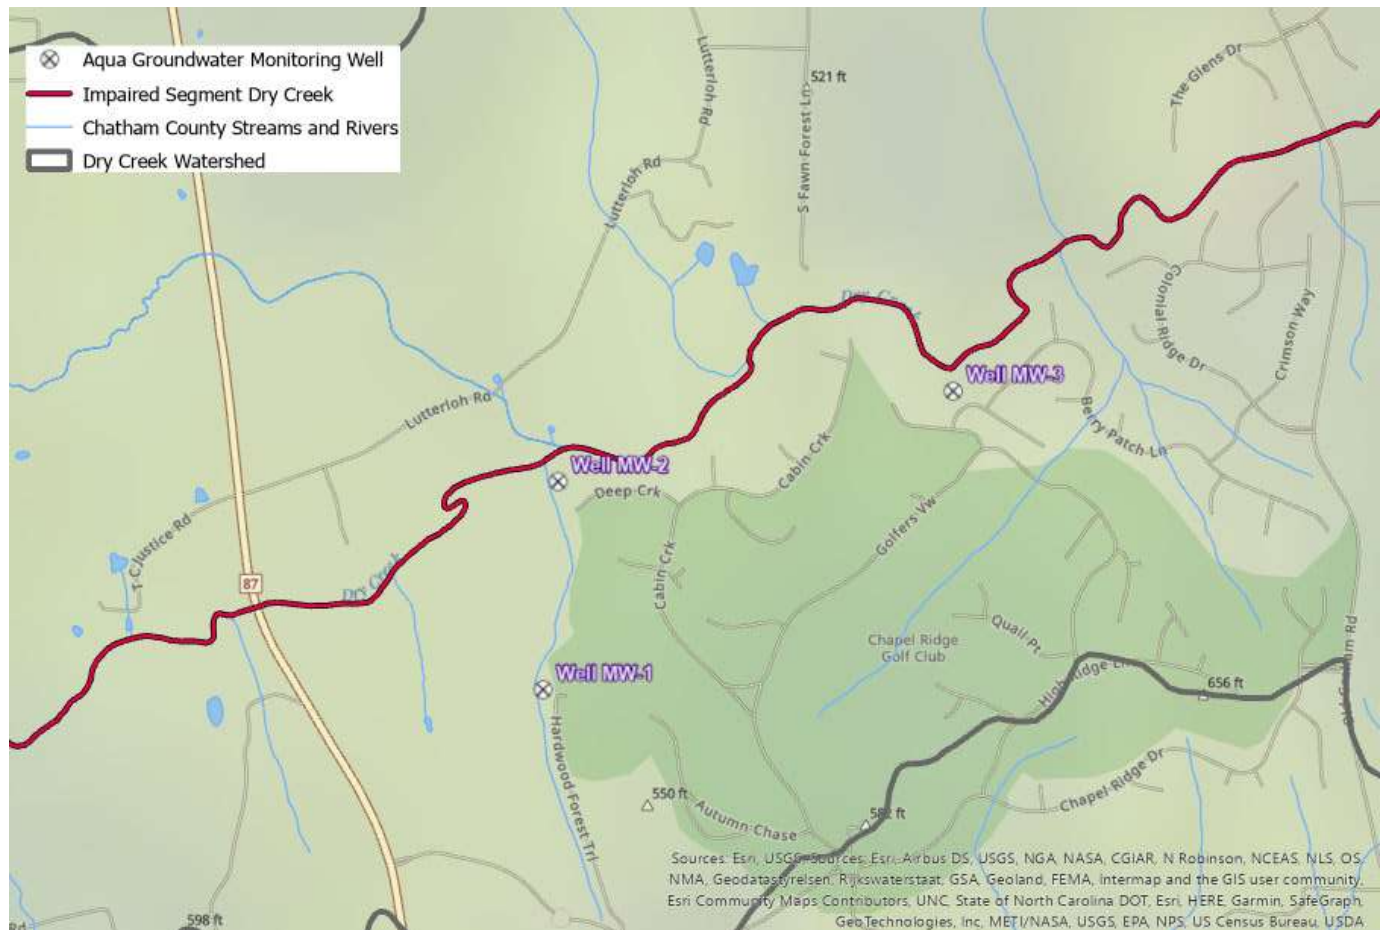 Aqua Groundwater Monitoring Well
Impaired Segment Dry Creek
Chatham County Streams and Rivers
Dry Creek Watershed
Lutterloh Rd
521 ft
S Fawn Forest Ln
The Glens Dr
Lutterloh Rd
Colonial Ridge Dr
Crimson Way
Well MW-3
Lutterloh Rd
Berry Patch Ln
Well MW-2
Deep Crk
Cabin Crk
Golfers Vw
T C Justice Rd
87
Dry Creek
Cabin Crk
Chapel Ridge
Golf Club
Quail Pt
Well MW-1
High Ridge Ln
656 ft
Hardwood Forest Trl
550 ft
Autumn Chase
Chapel Ridge Dr
598 ft
Rd
Sources: Esri, USGS, Sources: Esri, Airbus DS, USGS, NGA, NASA, CGIAR, N Robinson, NCEAS, NLS, OS,
NMA, Geodatastyrelsen, Rijkswaterstaat, GSA, Geoland, FEMA, Intermap and the GIS user community,
Esri Community Maps Contributors, UNC, State of North Carolina DOT, Esri, HERE, Garmin, SafeGraph,
GeoTechnologies, Inc, METI/NASA, USGS, EPA, NPS, US Census Bureau, USDA